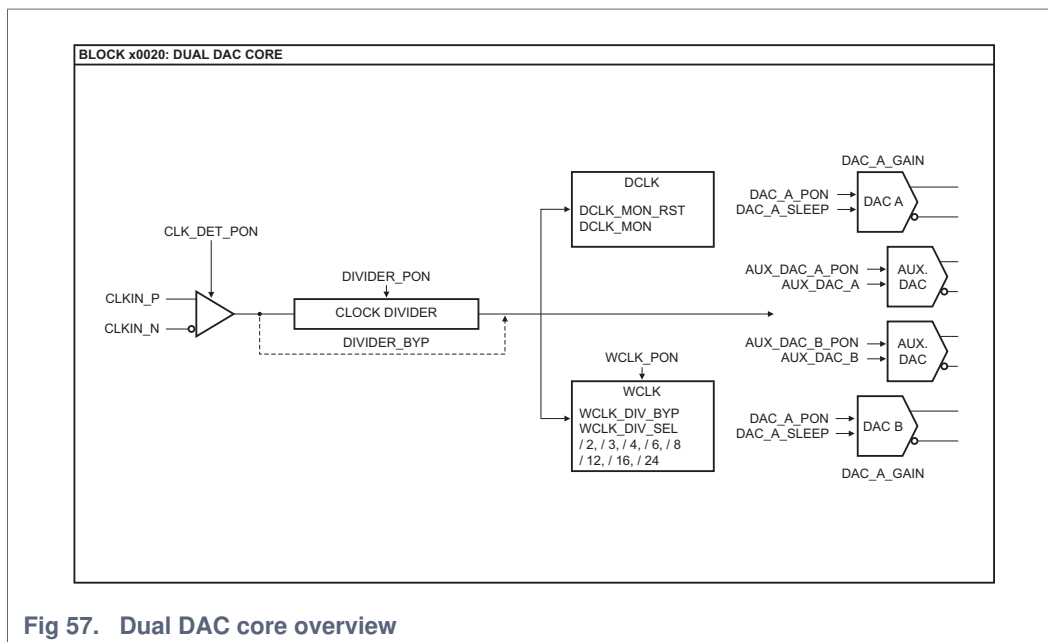 BLOCK x0020: DUAL DAC CORE
CLK_DET_PON
CLKIN_P
CLKIN_N
DIVIDER_PON
CLOCK DIVIDER
DIVIDER_BYP
DCLK
DCLK_MON_RST
DCLK_MON
WCLK_PON
WCLK
WCLK_DIV_BYP
WCLK_DIV_SEL
/ 2, / 3, / 4, / 6, / 8
/ 12, / 16, / 24
DAC_A_GAIN
DAC_A_PON
DAC_A_SLEEP
DAC A
AUX_DAC_A_PON
AUX_DAC_A
AUX.
DAC
AUX_DAC_B_PON
AUX_DAC_B
AUX.
DAC
DAC_A_PON
DAC_A_SLEEP
DAC B
DAC_A_GAIN
Fig 57. Dual DAC core overview